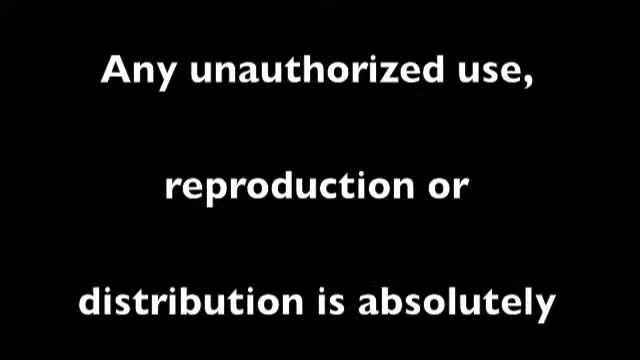 Any unauthorized use,
reproduction or
distribution is absolutely